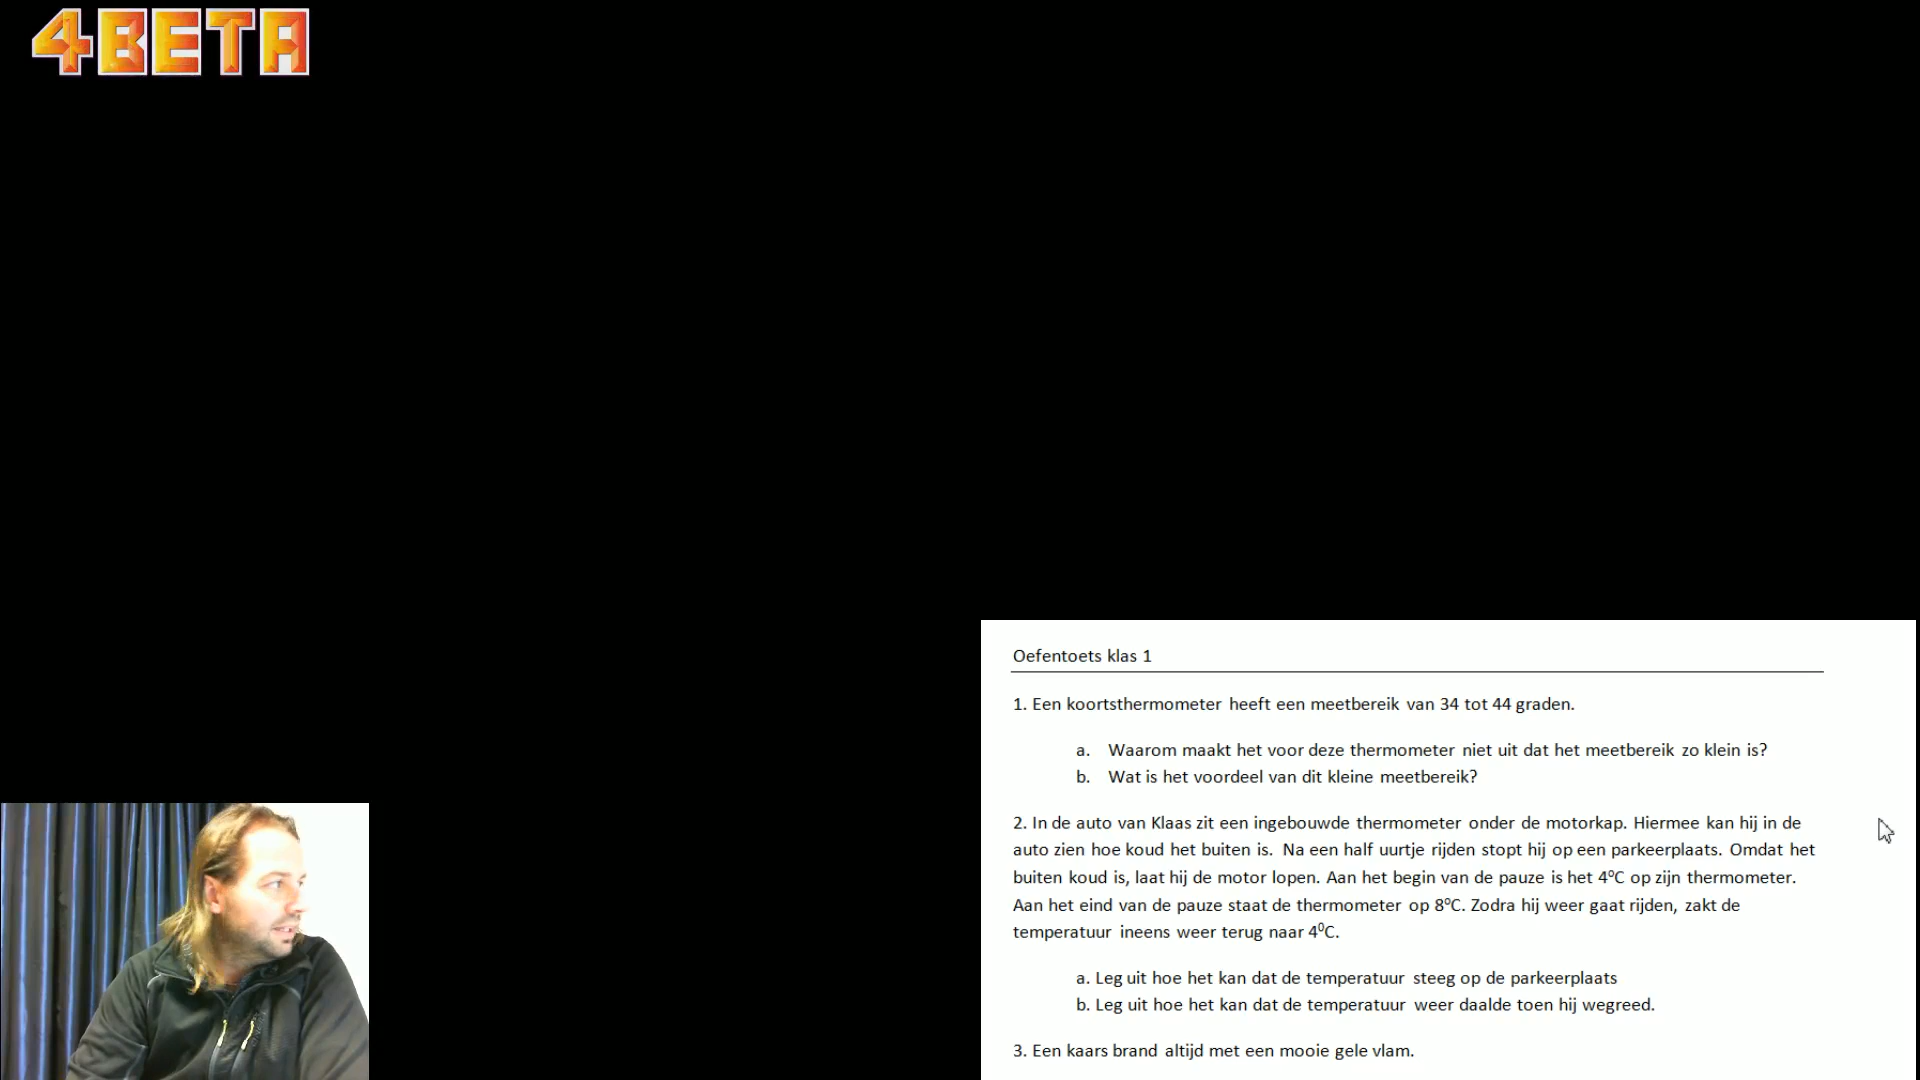 4BETA
Oefentoets klas 1
1. Een koortsthermometer heeft een meetbereik van 34 tot 44 graden.
a. Waarom maakt het voor deze thermometer niet uit dat het meetbereik zo klein is?
b. Wat is het voordeel van dit kleine meetbereik?
2. In de auto van Klaas zit een ingebouwde thermometer onder de motorkap. Hiermee kan hij in de
auto zien hoe koud het buiten is. Na een half uurtje rijden stopt hij op een parkeerplaats. Omdat het
buiten koud is, laat hij de motor lopen. Aan het begin van de pauze is het 4⁰C op zijn thermometer.
Aan het eind van de pauze staat de thermometer op 8⁰C. Zodra hij weer gaat rijden, zakt de
temperatuur ineens weer terug naar 4⁰C.
a. Leg uit hoe het kan dat de temperatuur steeg op de parkeerplaats
b. Leg uit hoe het kan dat de temperatuur weer daalde toen hij wegreed.
3. Een kaars brand altijd met een mooie gele vlam.